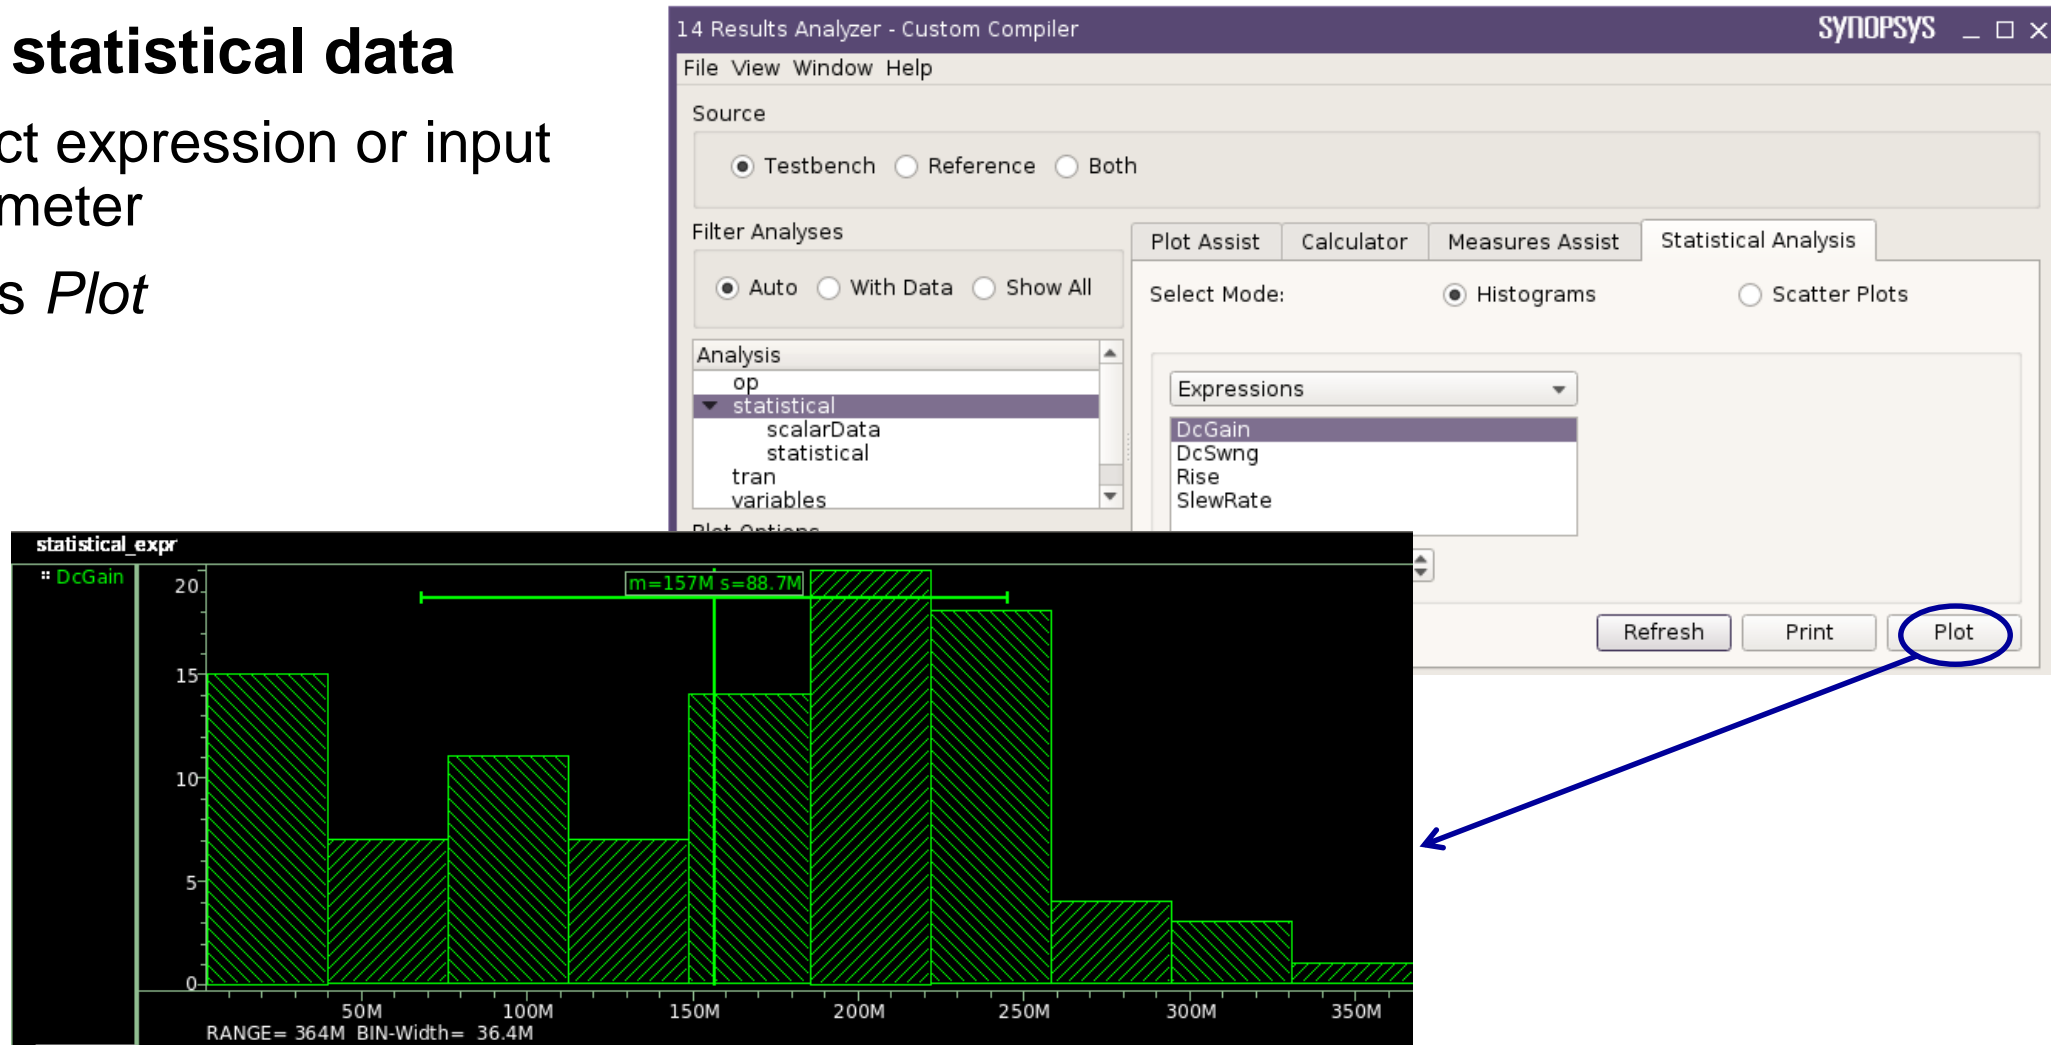 statistical data
ct expression or input
meter
s Plot
14 Results Analyzer - Custom Compiler
SYNOPSYS
File View Window Help
Source
Testbench Reference Both
Filter Analyses
Auto With Data Show All
Plot Assist Calculator Measures Assist Statistical Analysis
Select Mode: Histograms Scatter Plots
Analysis
op
statistical
scalarData
statistical
tran
variables
Plot Options
Expressions
DcGain
DcSwng
Rise
SlewRate
Refresh Print Plot
statistical_expr
DcGain
m=157M s=88.7M
20
15
10
5
0
50M 100M 150M 200M 250M 300M 350M
RANGE= 364M BIN-Width= 36.4M